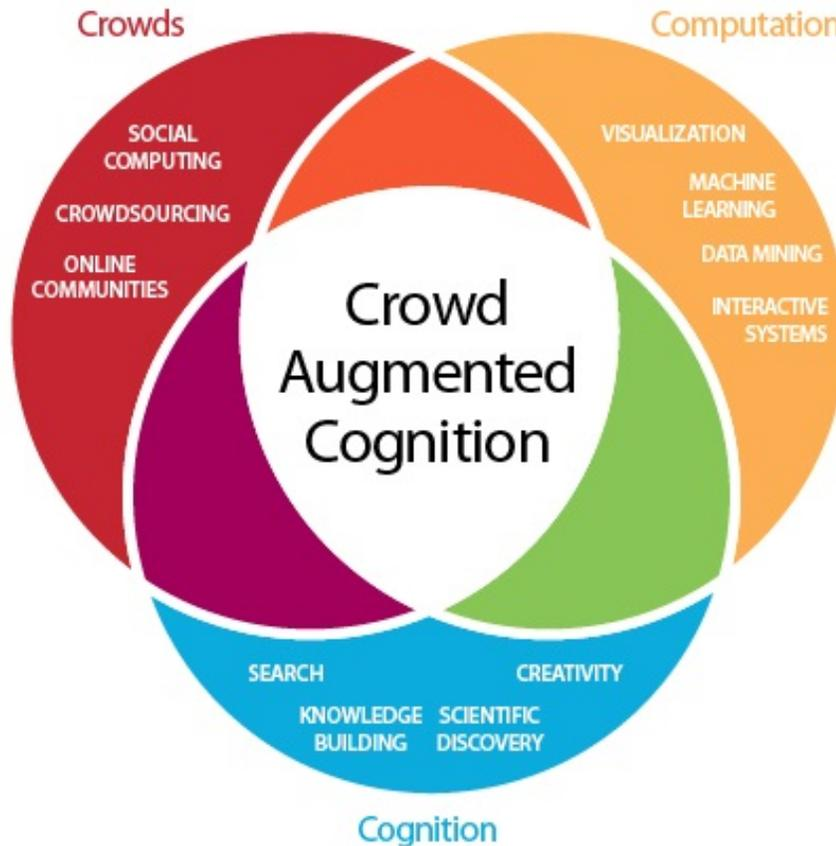 Crowds
Computation
SOCIAL
COMPUTING
CROWDSOURCING
ONLINE
COMMUNITIES
VISUALIZATION
MACHINE
LEARNING
DATA MINING
INTERACTIVE
SYSTEMS
Crowd
Augmented
Cognition
SEARCH
CREATIVITY
KNOWLEDGE
BUILDING
SCIENTIFIC
DISCOVERY
Cognition